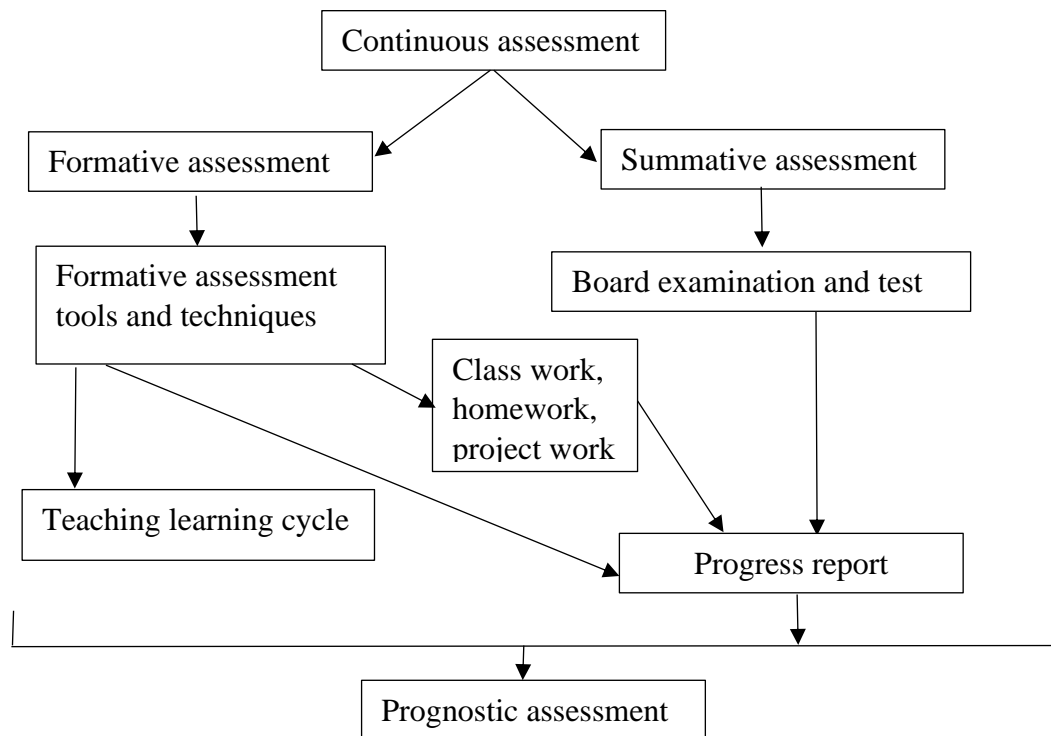 Continuous assessment
Formative assessment
Summative assessment
Formative assessment
tools and techniques
Board examination and test
Class work,
homework,
project work
Teaching learning cycle
Progress report
Prognostic assessment